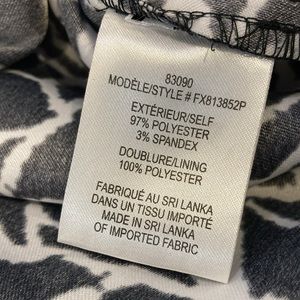 83090
MODÈLE/STYLE # FX813852P
EXTÉRIEUR/SELF
97% POLYESTER
3% SPANDEX
DOUBLURE/LINING
100% POLYESTER
FABRIQUÉ AU SRI LANKA
DANS UN TISSU IMPORTÉ
MADE IN SRI LANKA
OF IMPORTED FABRIC